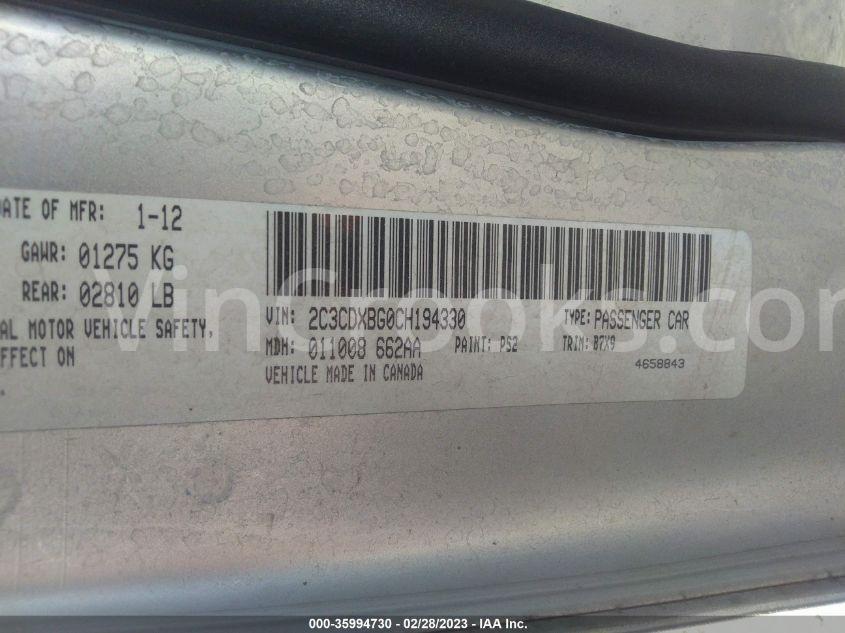 DATE OF MFR: 1-12
GAWR: 01275 KG
REAR: 02810 LB
AL MOTOR VEHICLE SAFETY,
EFFECT ON
VIN: 2C3CDXBG0CH194330 TYPE: PASSENGER CAR
MDH: 011008 662AA PAINT: PS2 TRIM: B7X9
VEHICLE MADE IN CANADA 4658843
VinCrooks.com
000-35994730 - 02/28/2023 - IAA Inc.